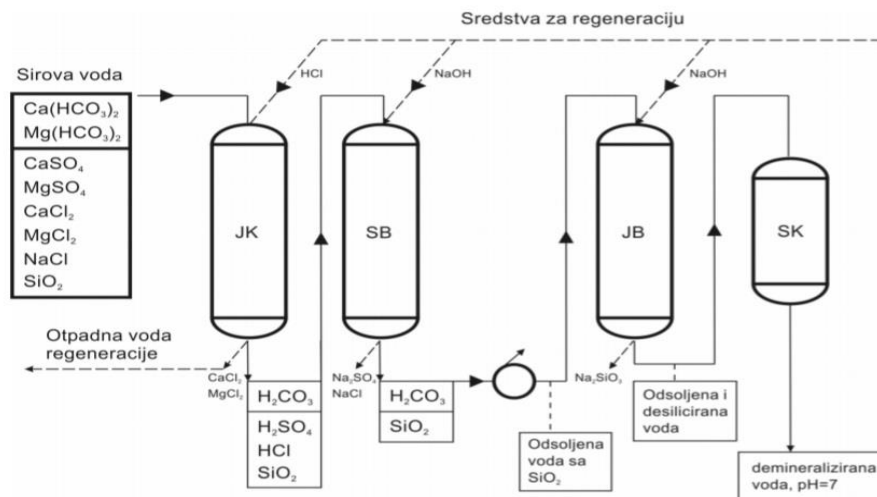 Sredstva za regeneraciju
Sirova voda
HCl
NaOH
NaOH
Ca(HCO₃)₂
Mg(HCO₃)₂
CaSO₄
MgSO₄
CaCl₂
MgCl₂
NaCl
SiO₂
JK
SB
JB
SK
Otpadna voda
regeneracije
CaCl₂
MgCl₂
H₂CO₃
H₂SO₄
HCl
SiO₂
Na₂SO₄
NaCl
H₂CO₃
SiO₂
Odsoljena
voda sa
SiO₂
Na₂SiO₃
Odsoljena i
desilicirana
voda
demineralizirana
voda, pH=7